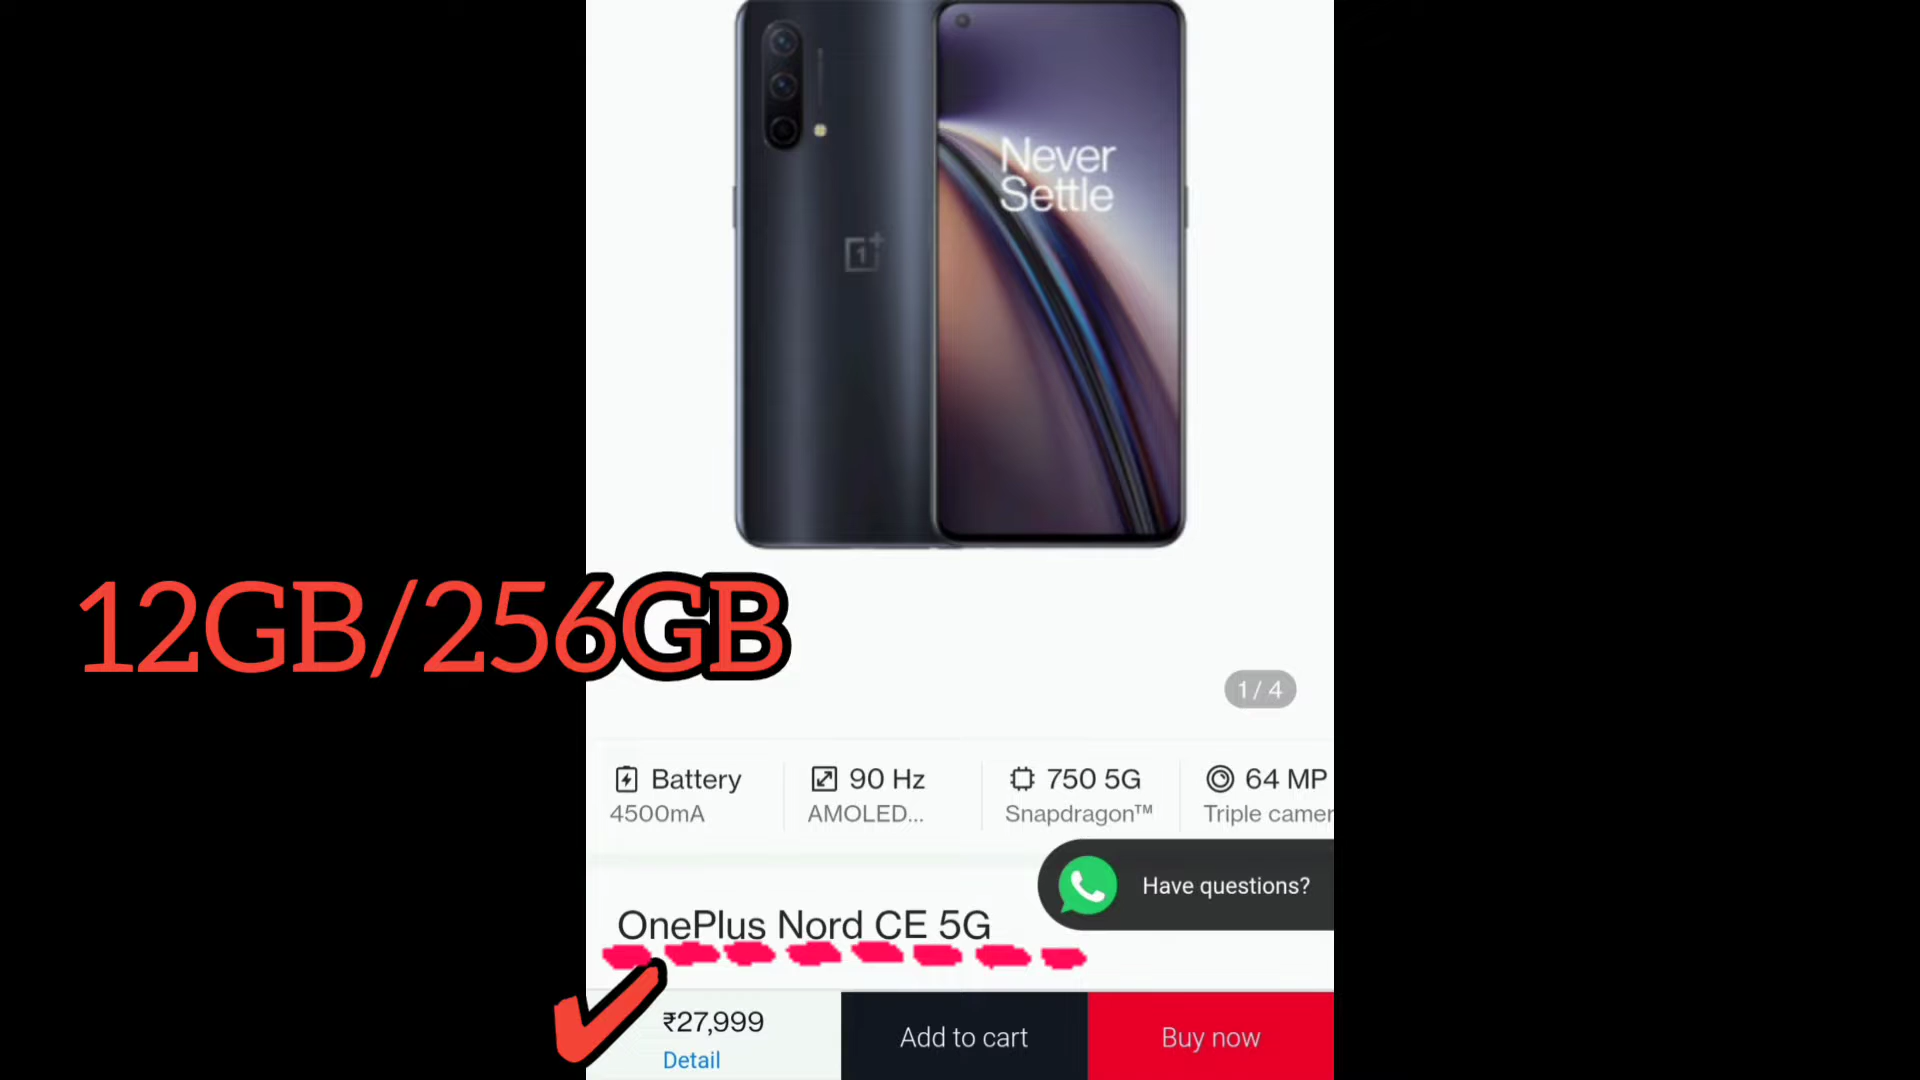 Never
Settle
12GB/256GB
1 / 4
Battery
4500mA
90 Hz
AMOLED...
750 5G
Snapdragon™
64 MP
Triple camer
Have questions?
OnePlus Nord CE 5G
₹27,999
Detail
Add to cart
Buy now